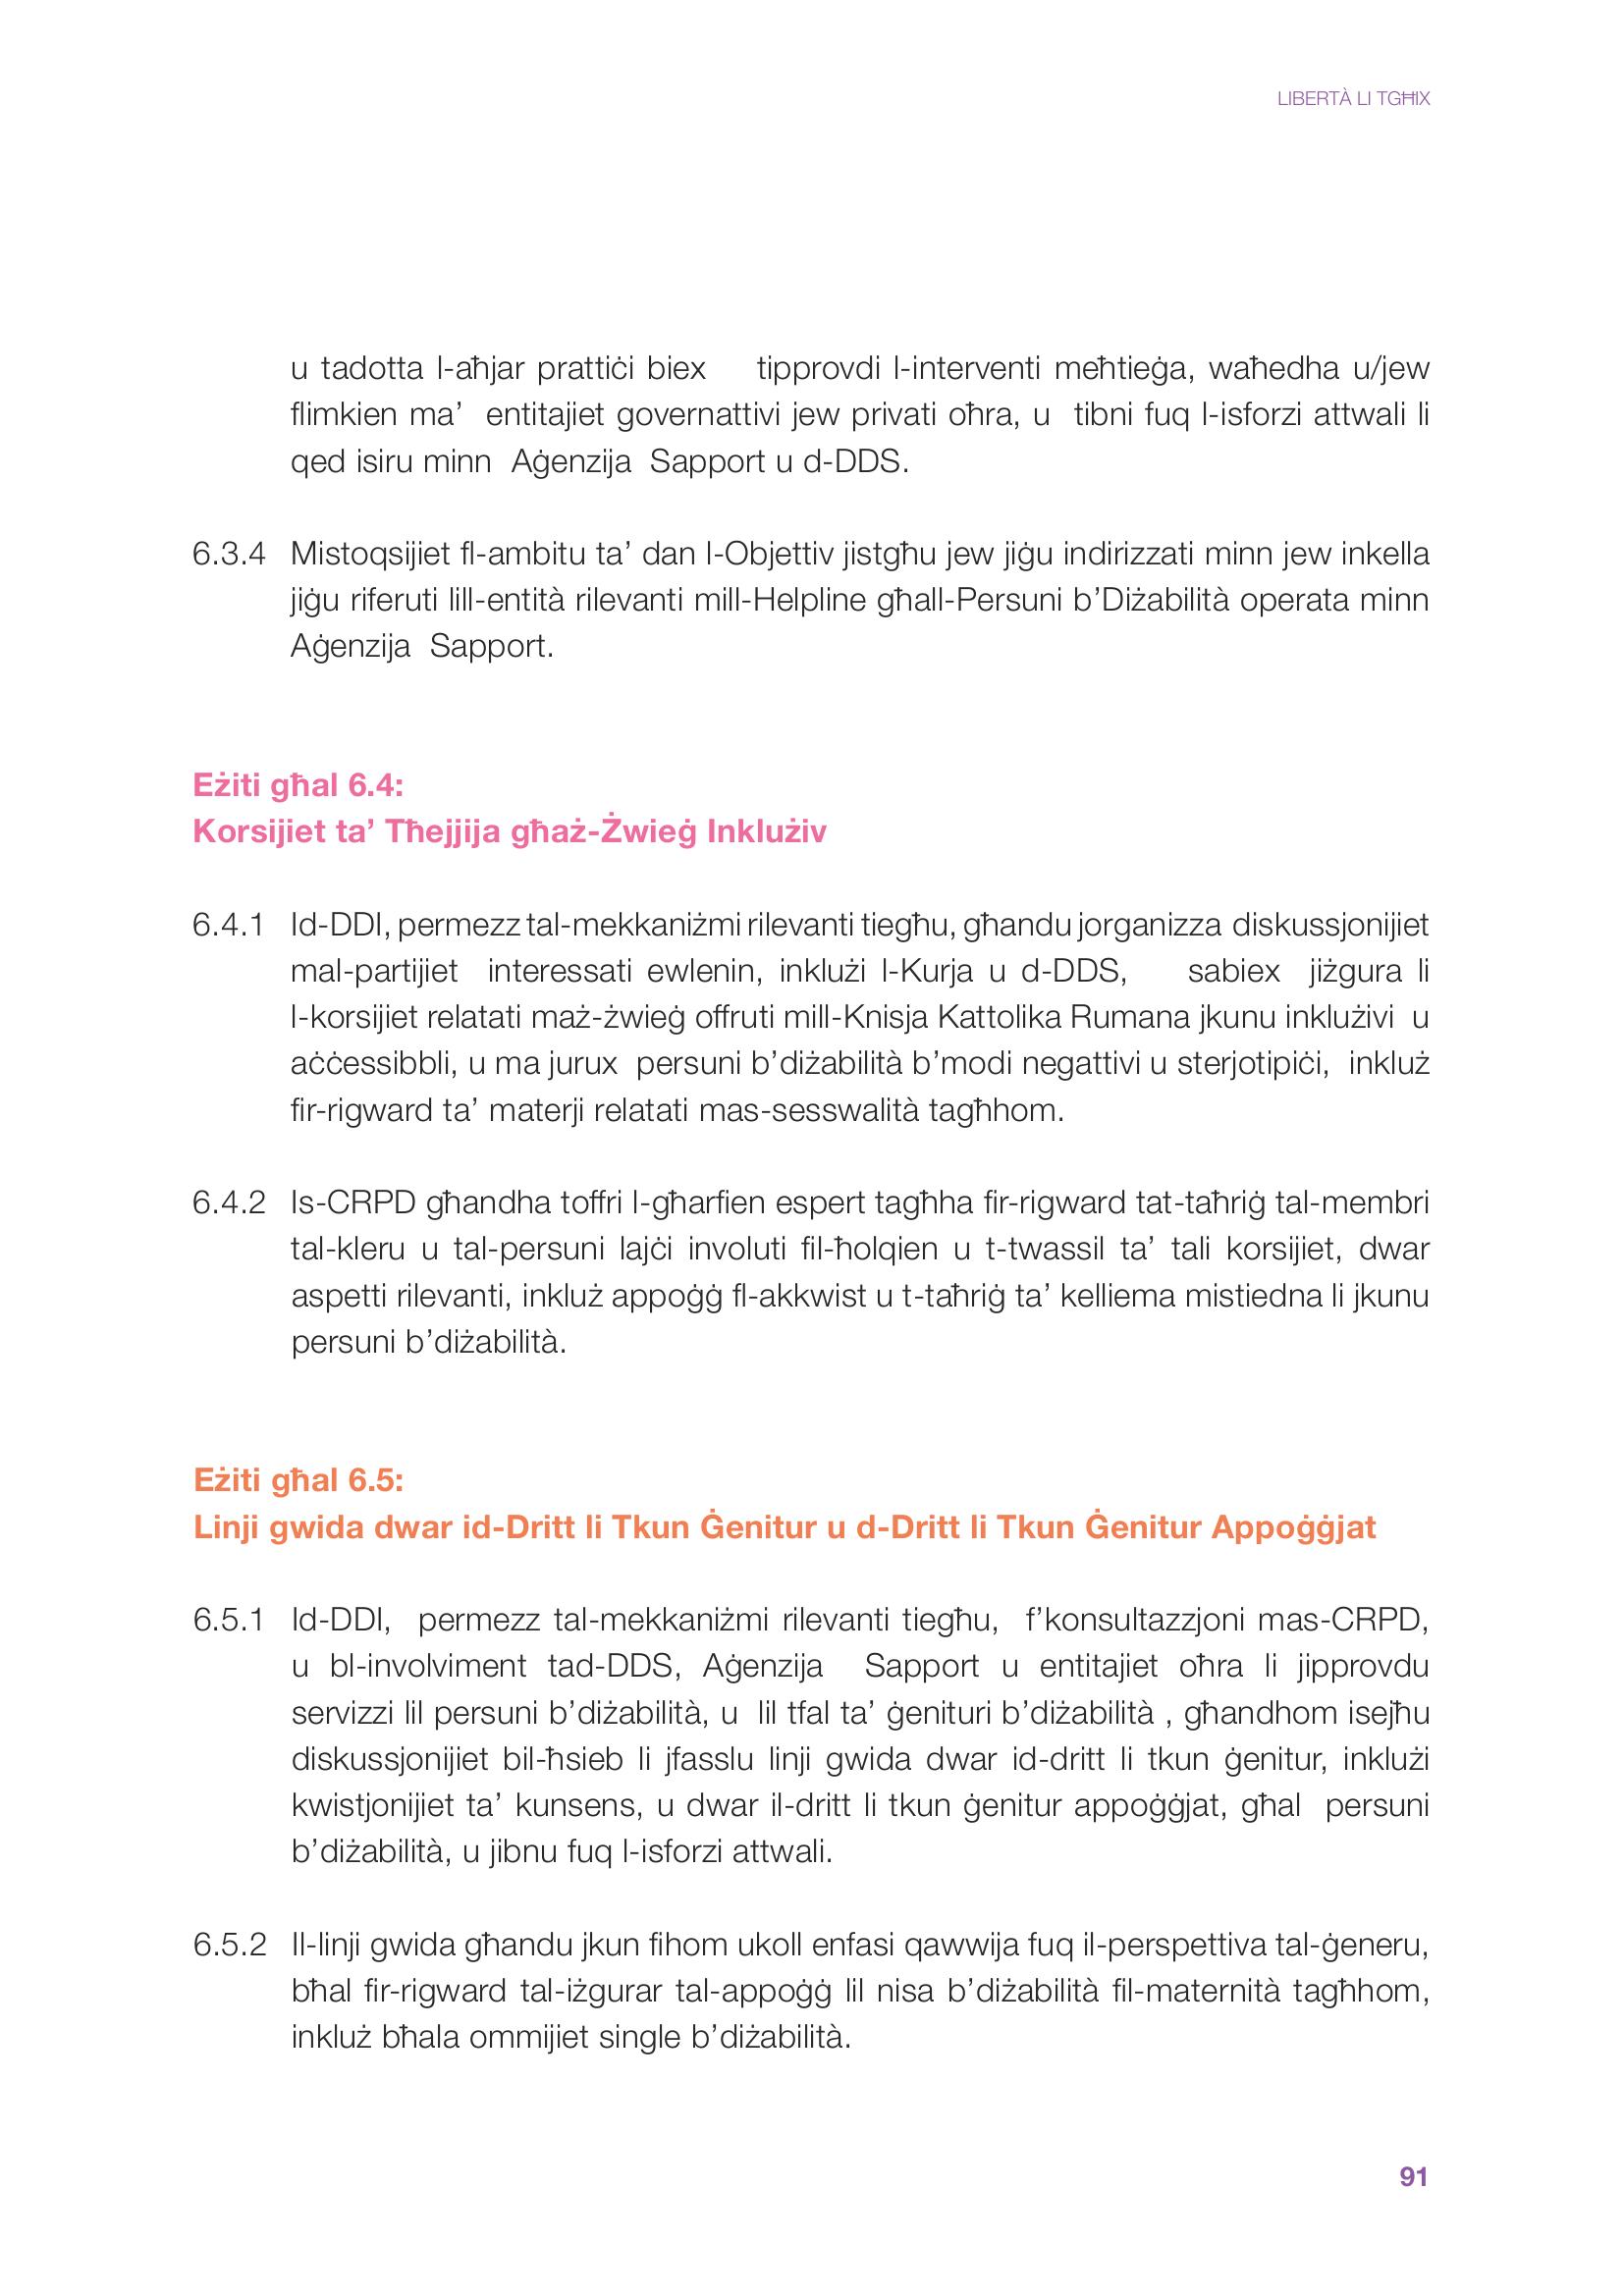 LIBERTÀ LI TGĦIX
u tadotta l-aħjar prattiċi biex tipprovdi l-interventi meħtieġa, waħedha u/jew
flimkien ma’ entitajiet governattivi jew privati oħra, u tibni fuq l-isforzi attwali li
qed isiru minn Aġenzija Sapport u d-DDS.
6.3.4 Mistoqsijiet fl-ambitu ta’ dan l-Objettiv jistgħu jew jiġu indirizzati minn jew inkella
jiġu riferuti lill-entità rilevanti mill-Helpline għall-Persuni b’Diżabilità operata minn
Aġenzija Sapport.
Eżiti għal 6.4:
Korsijiet ta’ Tħejjija għaż-Żwieġ Inklużiv
6.4.1 Id-DDI, permezz tal-mekkaniżmi rilevanti tiegħu, għandu jorganizza diskussjonijiet
mal-partijiet interessati ewlenin, inklużi l-Kurja u d-DDS, sabiex jiżgura li
l-korsijiet relatati maż-żwieġ offruti mill-Knisja Kattolika Rumana jkunu inklużivi u
aċċessibbli, u ma jurux persuni b’diżabilità b’modi negattivi u sterjotipiċi, inkluż
fir-rigward ta’ materji relatati mas-sesswalità tagħhom.
6.4.2 Is-CRPD għandha toffri l-għarfien espert tagħha fir-rigward tat-taħriġ tal-membri
tal-kleru u tal-persuni lajċi involuti fil-ħolqien u t-twassil ta’ tali korsijiet, dwar
aspetti rilevanti, inkluż appoġġ fl-akkwist u t-taħriġ ta’ kelliema mistiedna li jkunu
persuni b’diżabilità.
Eżiti għal 6.5:
Linji gwida dwar id-Dritt li Tkun Ġenitur u d-Dritt li Tkun Ġenitur Appoġġjat
6.5.1 Id-DDI, permezz tal-mekkaniżmi rilevanti tiegħu, f’konsultazzjoni mas-CRPD,
u bl-involviment tad-DDS, Aġenzija Sapport u entitajiet oħra li jipprovdu
servizzi lil persuni b’diżabilità, u lil tfal ta’ ġenituri b’diżabilità , għandhom isejħu
diskussjonijiet bil-ħsieb li jfasslu linji gwida dwar id-dritt li tkun ġenitur, inklużi
kwistjonijiet ta’ kunsens, u dwar il-dritt li tkun ġenitur appoġġjat, għal persuni
b’diżabilità, u jibnu fuq l-isforzi attwali.
6.5.2 Il-linji gwida għandu jkun fihom ukoll enfasi qawwija fuq il-perspettiva tal-ġeneru,
bħal fir-rigward tal-iżgurar tal-appoġġ lil nisa b’diżabilità fil-maternità tagħhom,
inkluż bħala ommijiet single b’diżabilità.
91